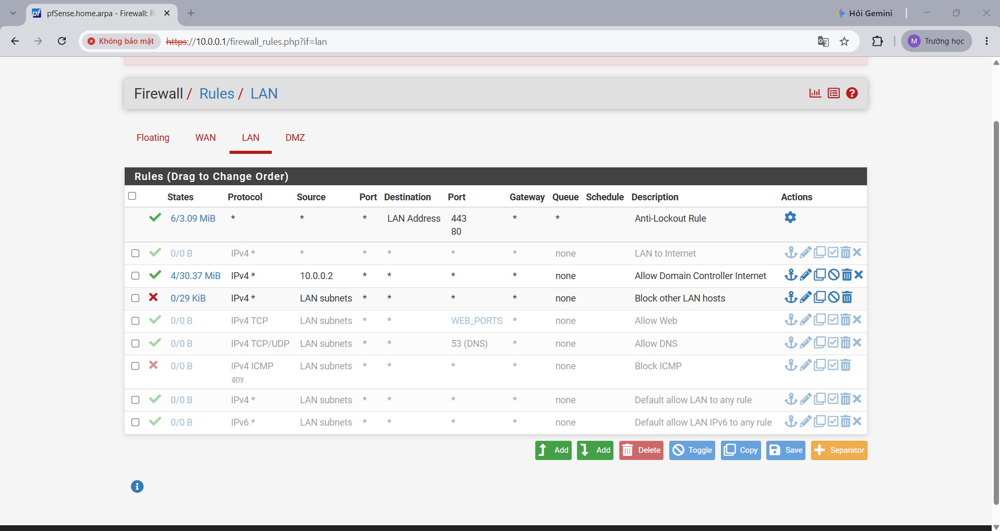 pfSense.home.arpa - Firewall: R
Hỏi Gemini
Không bảo mật https://10.0.0.1/firewall_rules.php?if=lan
M Trường học
Firewall / Rules / LAN
Floating WAN LAN DMZ
Rules (Drag to Change Order)
States Protocol Source Port Destination Port Gateway Queue Schedule Description Actions
6/3.09 MiB * * * LAN Address 443 * * Anti-Lockout Rule
80
0/0 B IPv4 * * * * * * none LAN to Internet
4/30.37 MiB IPv4 * 10.0.0.2 * * * * none Allow Domain Controller Internet
0/29 KiB IPv4 * LAN subnets * * * * none Block other LAN hosts
0/0 B IPv4 TCP LAN subnets * * WEB_PORTS * none Allow Web
0/0 B IPv4 TCP/UDP LAN subnets * * 53 (DNS) * none Allow DNS
0/0 B IPv4 ICMP LAN subnets * * * * none Block ICMP
any
0/0 B IPv4 * LAN subnets * * * * none Default allow LAN to any rule
0/0 B IPv6 * LAN subnets * * * * none Default allow LAN IPv6 to any rule
Add Add Delete Toggle Copy Save Separator